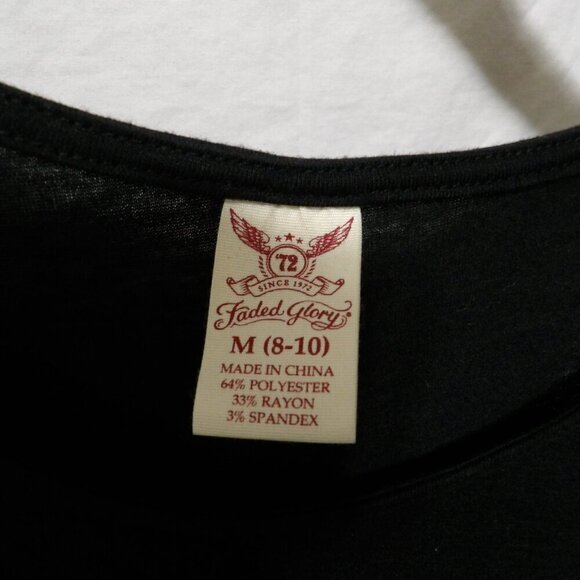 '72
SINCE 1972
Faded Glory®
M (8-10)
MADE IN CHINA
64% POLYESTER
33% RAYON
3% SPANDEX